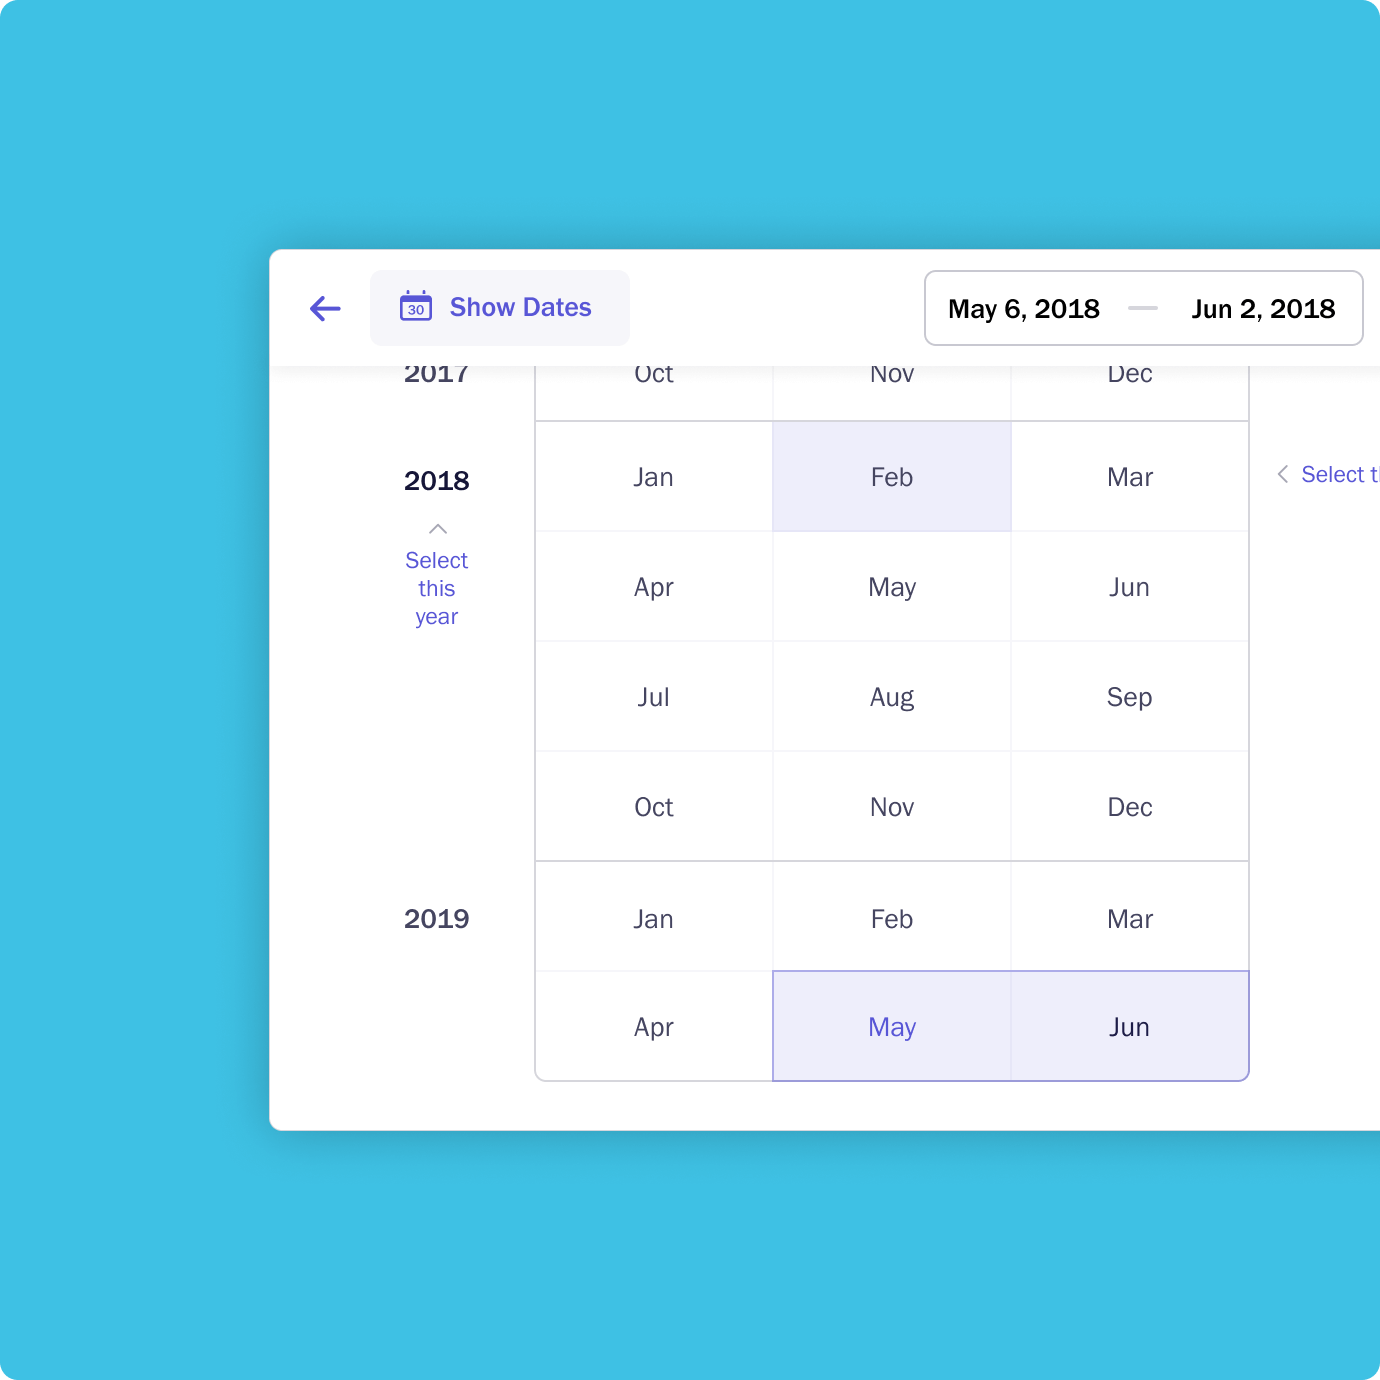 30 Show Dates
May 6, 2018 — Jun 2, 2018
2017 Oct Nov Dec
2018 Jan Feb Mar
Select
Select
this
year
Apr May Jun
Jul Aug Sep
Oct Nov Dec
2019 Jan Feb Mar
Apr May Jun